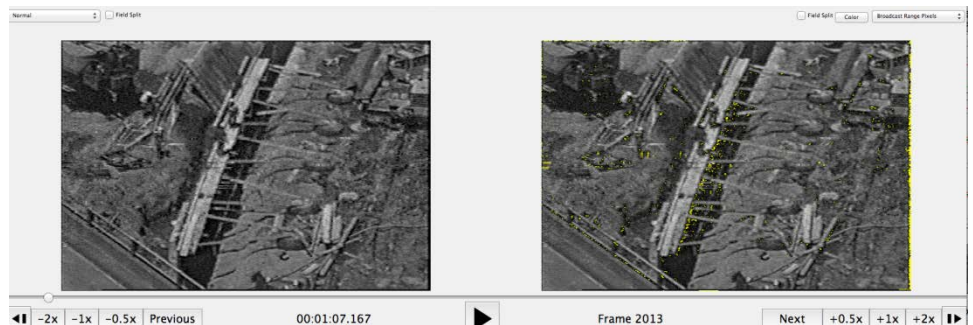 Normal Field Split Field Split Color Broadcast Range Pixels
-2x -1x -0.5x Previous 00:01:07.167 Frame 2013 Next +0.5x +1x +2x